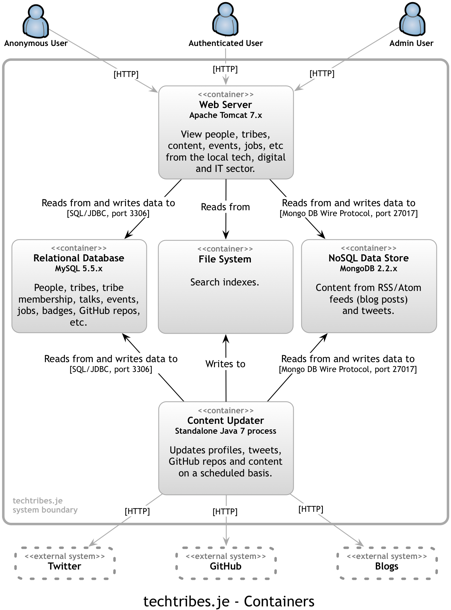 Anonymous User
Authenticated User
Admin User
[HTTP]
[HTTP]
[HTTP]
<<container>>
Web Server
Apache Tomcat 7.x
View people, tribes,
content, events, jobs, etc
from the local tech, digital
and IT sector.
Reads from and writes data to
[SQL/JDBC, port 3306]
Reads from
Reads from and writes data to
[Mongo DB Wire Protocol, port 27017]
<<container>>
Relational Database
MySQL 5.5.x
People, tribes, tribe
membership, talks, events,
jobs, badges, GitHub repos,
etc.
<<container>>
File System
Search indexes.
<<container>>
NoSQL Data Store
MongoDB 2.2.x
Content from RSS/Atom
feeds (blog posts)
and tweets.
Reads from and writes data to
[SQL/JDBC, port 3306]
Writes to
Reads from and writes data to
[Mongo DB Wire Protocol, port 27017]
<<container>>
Content Updater
Standalone Java 7 process
Updates profiles, tweets,
GitHub repos and content
on a scheduled basis.
techtribes.je
system boundary
[HTTP]
[HTTP]
[HTTP]
<<external system>>
Twitter
<<external system>>
GitHub
<<external system>>
Blogs
techtribes.je - Containers